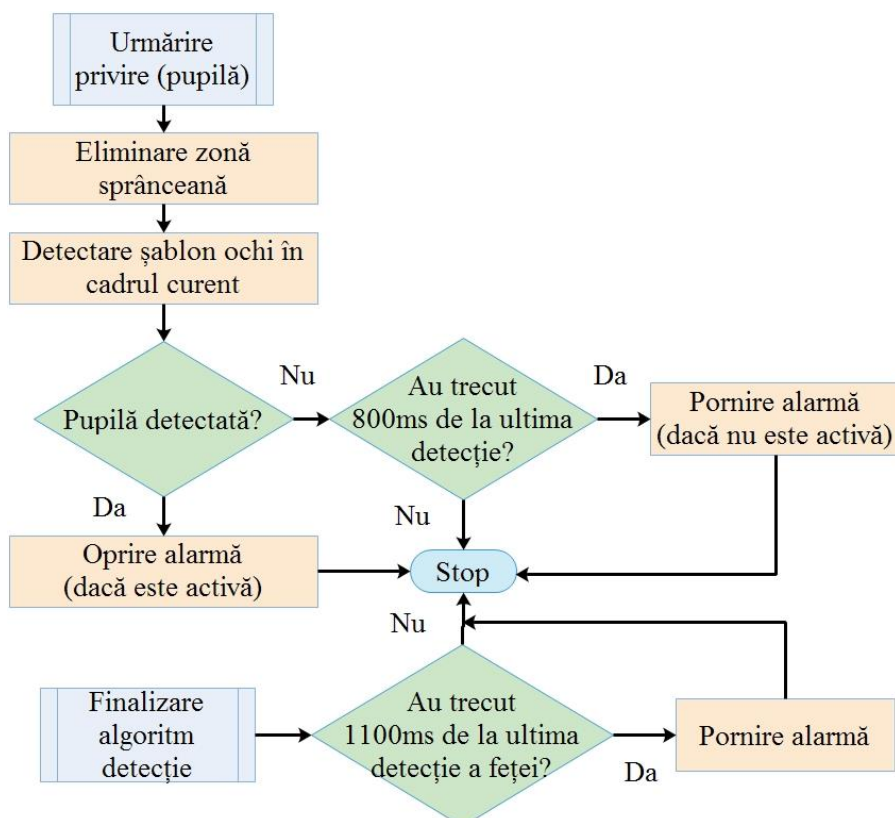 Urmărire
privire (pupilă)
Eliminare zonă
sprânceană
Detectare șablon ochi în
cadrul curent
Pupilă detectată?
Nu
Au trecut
800ms de la ultima
detecție?
Da
Pornire alarmă
(dacă nu este activă)
Da
Nu
Oprire alarmă
(dacă este activă)
Stop
Nu
Finalizare
algoritm
detecție
Au trecut
1100ms de la ultima
detecție a feței?
Da
Pornire alarmă